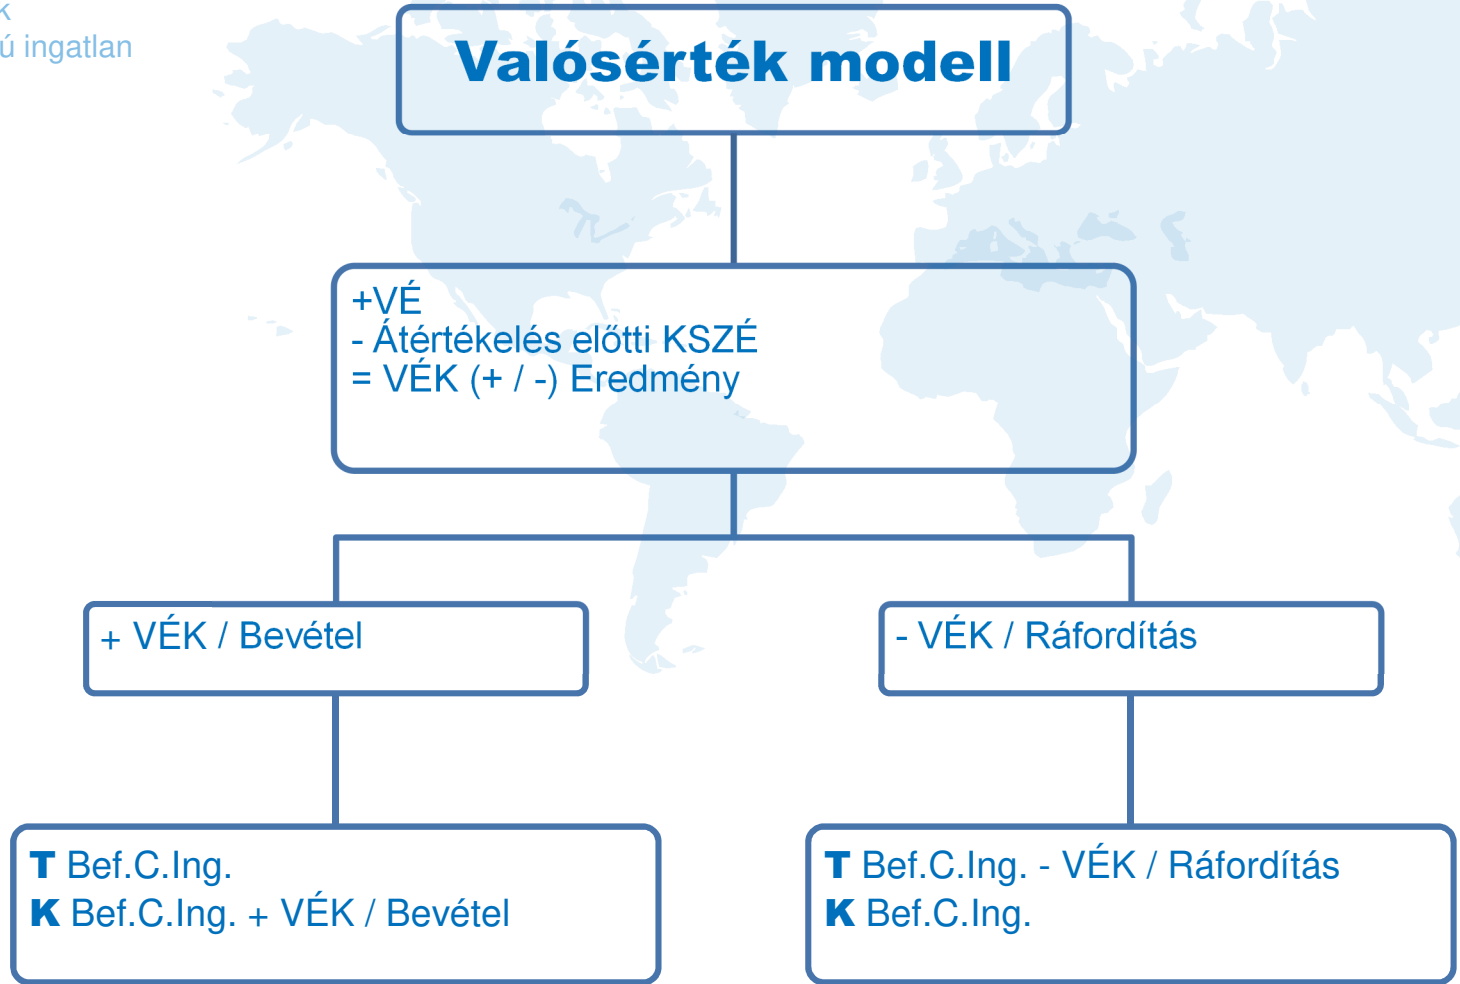 ú ingatlan
Valósérték modell
+VÉ
- Átértékelés előtti KSZÉ
= VÉK (+ / -) Eredmény
+ VÉK / Bevétel
- VÉK / Ráfordítás
T Bef.C.Ing.
K Bef.C.Ing. + VÉK / Bevétel
T Bef.C.Ing. - VÉK / Ráfordítás
K Bef.C.Ing.